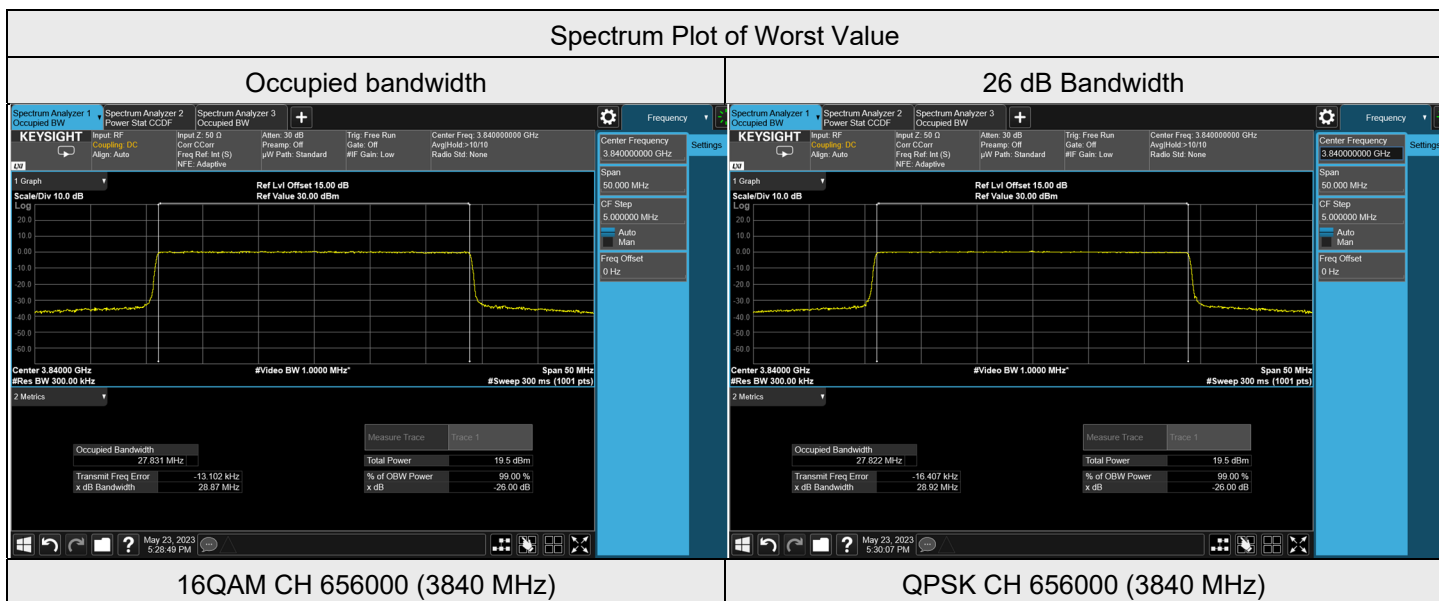 Spectrum Plot of Worst Value
Occupied bandwidth
26 dB Bandwidth
Spectrum Analyzer 1
Occupied BW
Spectrum Analyzer 2
Power Stat CCDF
Spectrum Analyzer 3
Occupied BW
+
Frequency
KEYSIGHT
LXI
Input: RF
Coupling: DC
Align: Auto
Input Z: 50 Ω
Corr CCorr
Freq Ref: Int (S)
NFE: Adaptive
Atten: 30 dB
Preamp: Off
µW Path: Standard
Trig: Free Run
Gate: Off
#IF Gain: Low
Center Freq: 3.840000000 GHz
Avg|Hold:>10/10
Radio Std: None
Center Frequency
3.840000000 GHz
Settings
Span
50.000 MHz
CF Step
5.000000 MHz
Auto
Man
Freq Offset
0 Hz
1 Graph
Scale/Div 10.0 dB
Ref Lvl Offset 15.00 dB
Ref Value 30.00 dBm
Log
20.0
10.0
0.00
-10.0
-20.0
-30.0
-40.0
-50.0
-60.0
Center 3.84000 GHz
#Res BW 300.00 kHz
#Video BW 1.0000 MHz*
Span 50 MHz
#Sweep 300 ms (1001 pts)
2 Metrics
Measure Trace Trace 1
Occupied Bandwidth
27.831 MHz
Total Power 19.5 dBm
Transmit Freq Error -13.102 kHz
% of OBW Power 99.00 %
x dB Bandwidth 28.87 MHz
x dB -26.00 dB
?
May 23, 2023
5:28:49 PM
Spectrum Analyzer 1
Occupied BW
Spectrum Analyzer 2
Power Stat CCDF
Spectrum Analyzer 3
Occupied BW
+
Frequency
KEYSIGHT
LXI
Input: RF
Coupling: DC
Align: Auto
Input Z: 50 Ω
Corr CCorr
Freq Ref: Int (S)
NFE: Adaptive
Atten: 30 dB
Preamp: Off
µW Path: Standard
Trig: Free Run
Gate: Off
#IF Gain: Low
Center Freq: 3.840000000 GHz
Avg|Hold:>10/10
Radio Std: None
Center Frequency
3.840000000 GHz
Settings
Span
50.000 MHz
CF Step
5.000000 MHz
Auto
Man
Freq Offset
0 Hz
1 Graph
Scale/Div 10.0 dB
Ref Lvl Offset 15.00 dB
Ref Value 30.00 dBm
Log
20.0
10.0
0.00
-10.0
-20.0
-30.0
-40.0
-50.0
-60.0
Center 3.84000 GHz
#Res BW 300.00 kHz
#Video BW 1.0000 MHz*
Span 50 MHz
#Sweep 300 ms (1001 pts)
2 Metrics
Measure Trace Trace 1
Occupied Bandwidth
27.822 MHz
Total Power 19.5 dBm
Transmit Freq Error -16.407 kHz
% of OBW Power 99.00 %
x dB Bandwidth 28.92 MHz
x dB -26.00 dB
?
May 23, 2023
5:30:07 PM
16QAM CH 656000 (3840 MHz)
QPSK CH 656000 (3840 MHz)